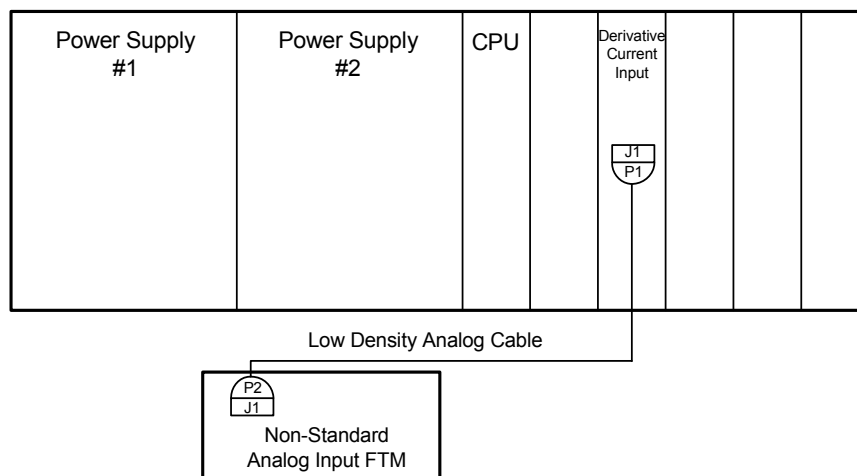 Power Supply
#1
Power Supply
#2
CPU
Derivative
Current
Input
J1
P1
Low Density Analog Cable
P2
J1
Non-Standard
Analog Input FTM